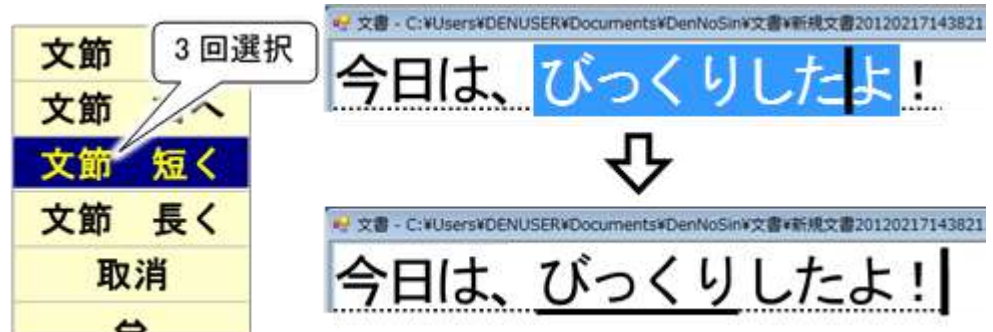 文節
3回選択
文節 へ
文節 短く
文節 長く
取消
文書 - C:¥Users¥DENUSER¥Documents¥DenNoSin¥文書¥新規文書20120217143821
今日は、びっくりしたよ！
文書 - C:¥Users¥DENUSER¥Documents¥DenNoSin¥文書¥新規文書20120217143821
今日は、びっくりしたよ！